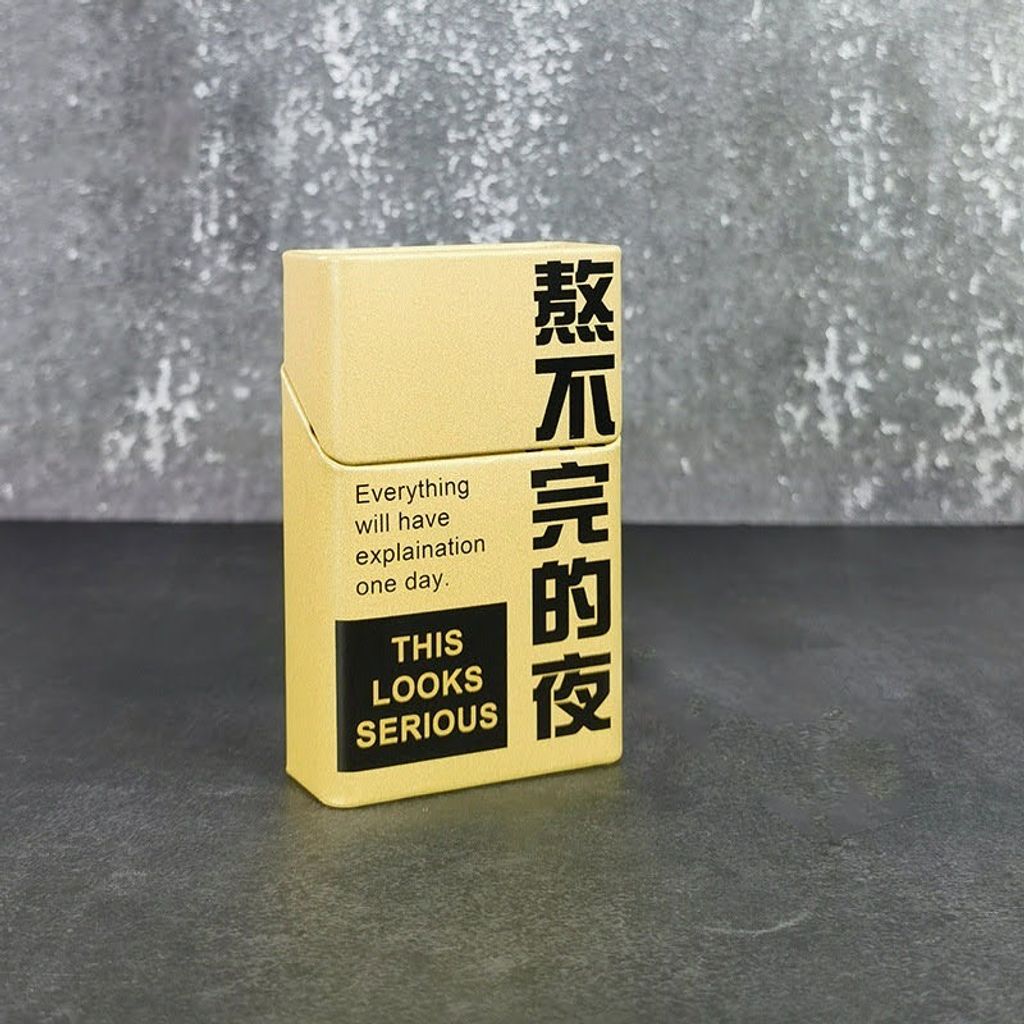 熬不完的夜
Everything
will have
explaination
one day.
THIS
LOOKS
SERIOUS